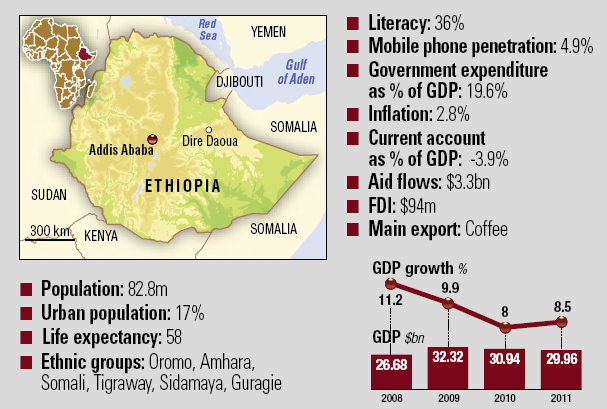 Red
Sea
YEMEN
Gulf
of Aden
DJIBOUTI
SOMALIA
Dire Daoua
Addis Ababa
ETHIOPIA
SUDAN
300 km
KENYA
SOMALIA
Population: 82.8m
Urban population: 17%
Life expectancy: 58
Ethnic groups: Oromo, Amhara,
Somali, Tigraway, Sidamaya, Guragie
Literacy: 36%
Mobile phone penetration: 4.9%
Government expenditure
as % of GDP: 19.6%
Inflation: 2.8%
Current account
as % of GDP: -3.9%
Aid flows: $3.3bn
FDI: $94m
Main export: Coffee
GDP growth %
11.2
9.9
8
8.5
GDP $bn
26.68
32.32
30.94
29.96
2008
2009
2010
2011